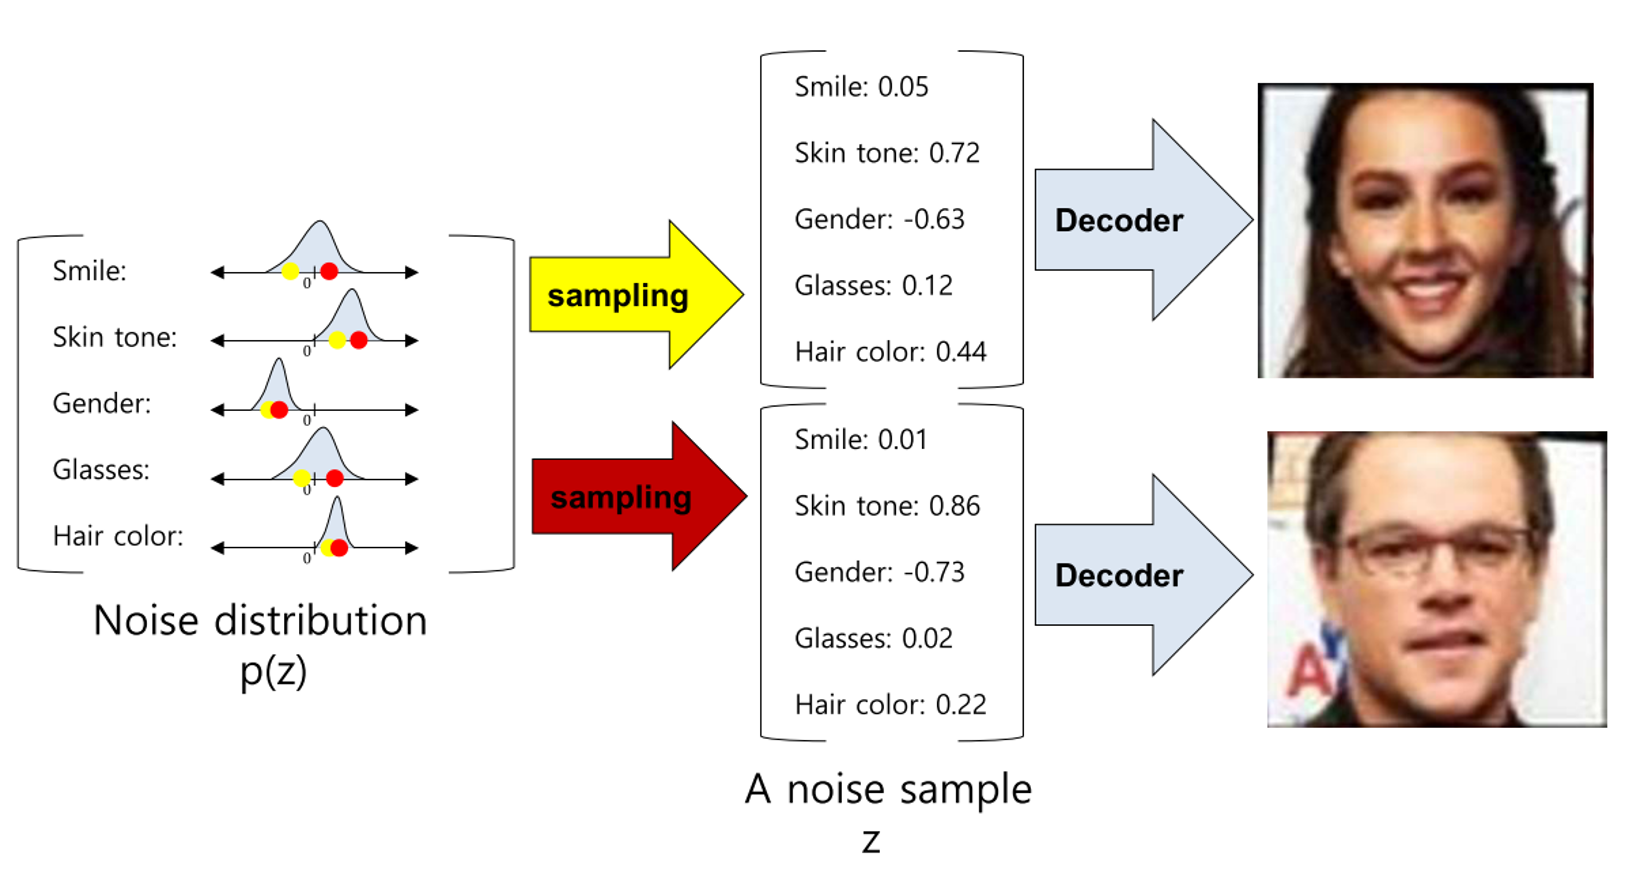 Smile:
0
Skin tone:
0
Gender:
0
Glasses:
0
Hair color:
0
Noise distribution
p(z)
sampling
sampling
Smile: 0.05
Skin tone: 0.72
Gender: -0.63
Glasses: 0.12
Hair color: 0.44
Smile: 0.01
Skin tone: 0.86
Gender: -0.73
Glasses: 0.02
Hair color: 0.22
A noise sample
z
Decoder
Decoder
A